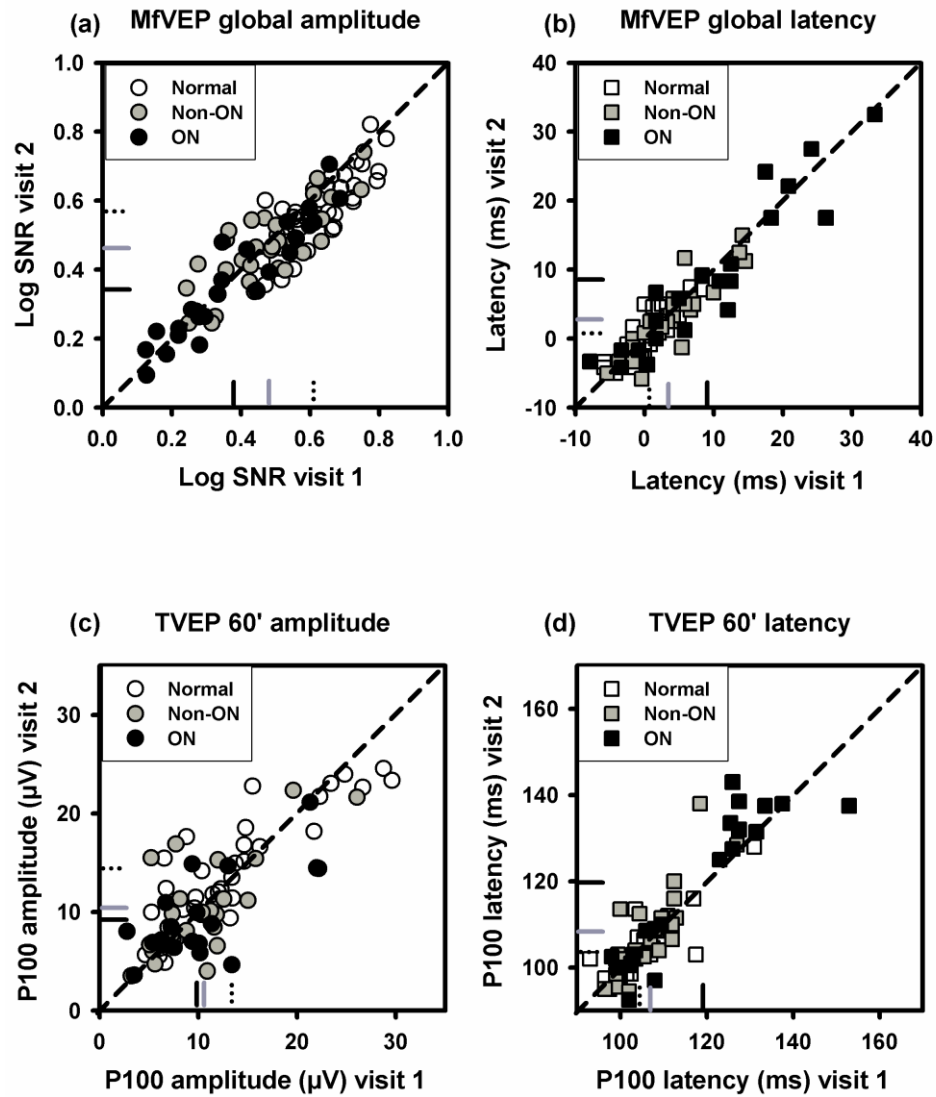 (a) MfVEP global amplitude
Log SNR visit 2
1.0
0.8
0.6
0.4
0.2
0.0
Normal
Non-ON
ON
0.0 0.2 0.4 0.6 0.8 1.0
Log SNR visit 1
(b) MfVEP global latency
Latency (ms) visit 2
40
30
20
10
0
-10
Normal
Non-ON
ON
-10 0 10 20 30 40
Latency (ms) visit 1
(c) TVEP 60' amplitude
P100 amplitude (µV) visit 2
30
20
10
0
Normal
Non-ON
ON
0 10 20 30
P100 amplitude (µV) visit 1
(d) TVEP 60' latency
P100 latency (ms) visit 2
160
140
120
100
Normal
Non-ON
ON
100 120 140 160
P100 latency (ms) visit 1